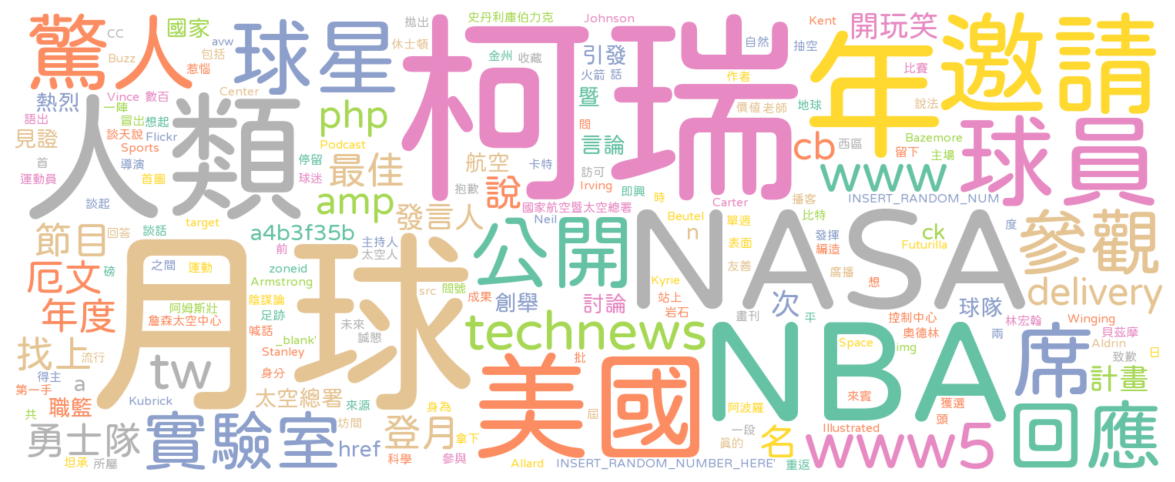 驚人
cc
國家
avw
Buzz
包括
惹惱
球星
拋出
休士頓
史丹利庫伯力克
金州
收藏
柯瑞
Johnson
引發
火箭
話
自然
抽空
Kent
開玩笑
比賽
年
邀請
熱烈
Vince
數百
Center
一陣
語出
冒出
想起
談天說
Flickr
見證
Sports
首
導演
運動員
首圖
談起
人類
php
Podcast
停留
球迷
最佳
航空
卡特
amp
抱歉
說
暨
言論
問
訪可
Irving
即興
作者
價值
老師
地球
說法
西區
Bazemore
留下
主場
cb
www
球員
INSERT_RANDOM_NUM
國家航空暨太空總署
Neil
時
Carter
播客
發言人
節目
回答
談話
target
a4b3f35b
主持人
太空人
前
厄文
磅
之間
運動
zoneid
Armstrong
年度
阿姆斯壯
陰謀論
足跡
問號
src
成果
詹森太空中心
喊話
月球
公開
n
Beutel
單週
表面
友善
比特
發揮
編造
廣播
ck
Futurilla
度
想
NASA
參觀
delivery
Kyrie
站上
岩石
創舉
討論
次
畫刊
平
控制中心
奧德林
球隊
林宏翰
Winging
兩
貝茲摩
Aldrin
致歉
日
找上
流行
_blank'
未來
誠懇
Stanley
technews
Space
img
tw
得主
第一手
a
身分
Kubrick
太空總署
職籃
共
來源
坊間
美國
批
屆
NBA
來賓
獲選
頭
席
計畫
勇士隊
坦承
所屬
實驗室
href
登月
身為
拿下
科學
參與
Allard
INSERT_RANDOM_NUMBER_HERE'
阿波羅
一段
真的
名
重返
Illustrated
www5
回應